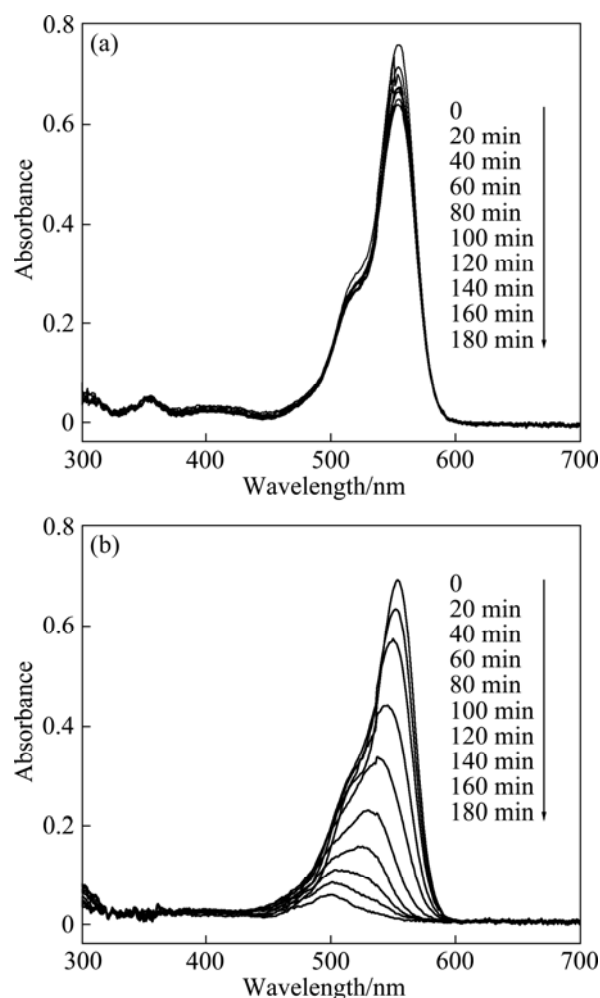 (a)
0.8
0.6
0.4
0.2
0
Absorbance
0
20 min
40 min
60 min
80 min
100 min
120 min
140 min
160 min
180 min
300
400
500
600
700
Wavelength/nm
(b)
0.8
0.6
0.4
0.2
0
Absorbance
0
20 min
40 min
60 min
80 min
100 min
120 min
140 min
160 min
180 min
300
400
500
600
700
Wavelength/nm